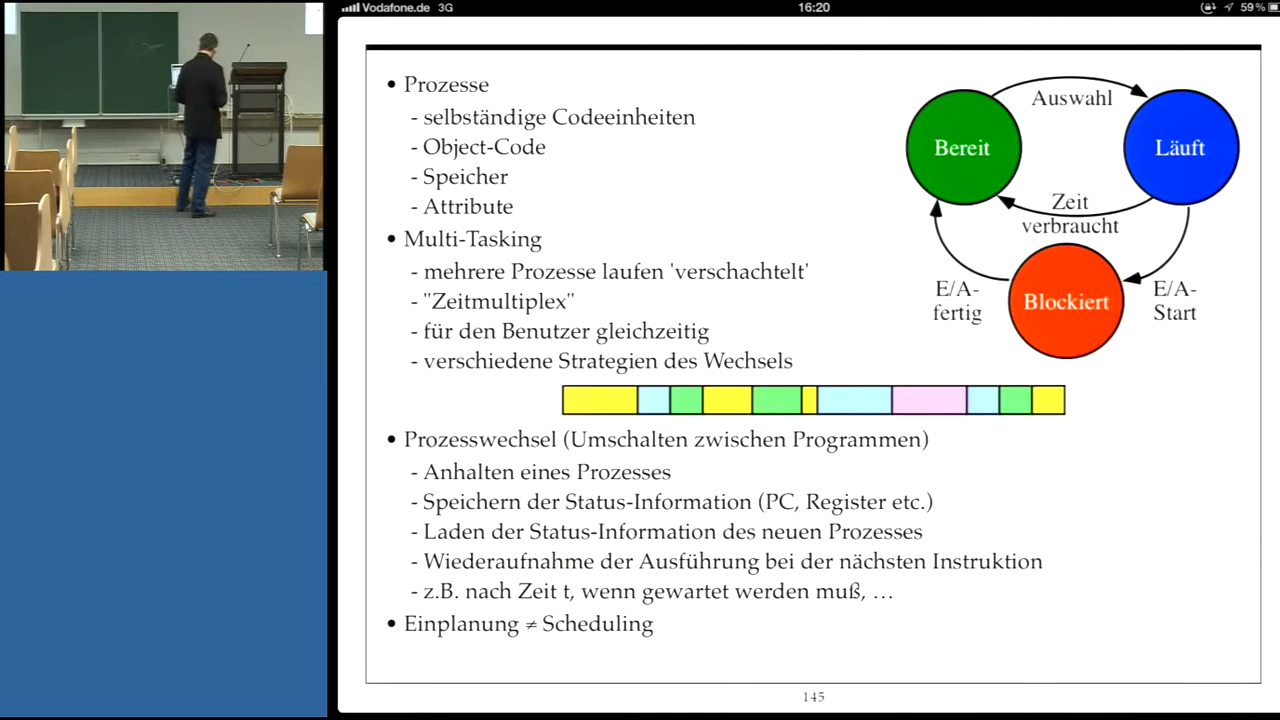 Vodafone.de 3G 16:20 59%
• Prozesse
- selbständige Codeeinheiten
- Object-Code
- Speicher
- Attribute
• Multi-Tasking
- mehrere Prozesse laufen 'verschachtelt'
- "Zeitmultiplex"
- für den Benutzer gleichzeitig
- verschiedene Strategien des Wechsels
Auswahl
Bereit
Läuft
Zeit
verbraucht
E/A-
fertig
Blockiert
E/A-
Start
• Prozesswechsel (Umschalten zwischen Programmen)
- Anhalten eines Prozesses
- Speichern der Status-Information (PC, Register etc.)
- Laden der Status-Information des neuen Prozesses
- Wiederaufnahme der Ausführung bei der nächsten Instruktion
- z.B. nach Zeit t, wenn gewartet werden muß, …
• Einplanung ≠ Scheduling
145